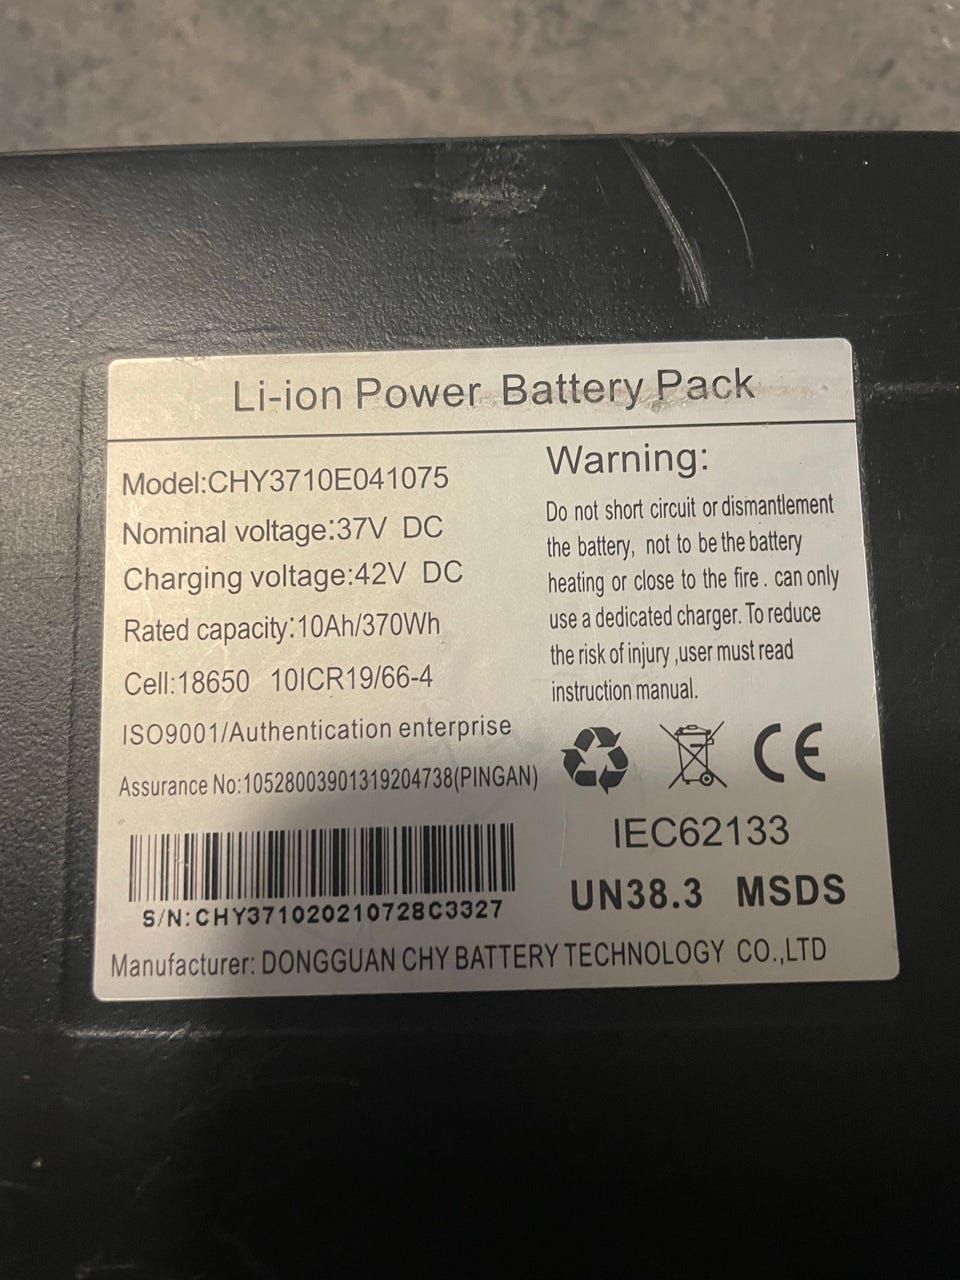 Li-ion Power Battery Pack
Model:CHY3710E041075
Nominal voltage:37V DC
Charging voltage:42V DC
Rated capacity:10Ah/370Wh
Cell:18650 10ICR19/66-4
ISO9001/Authentication enterprise
Assurance No:10528003901319204738(PINGAN)
S/N:CHY371020210728C3327
Warning:
Do not short circuit or dismantlement
the battery, not to be the battery
heating or close to the fire . can only
use a dedicated charger. To reduce
the risk of injury ,user must read
instruction manual.
CE
IEC62133
UN38.3 MSDS
Manufacturer: DONGGUAN CHY BATTERY TECHNOLOGY CO.,LTD